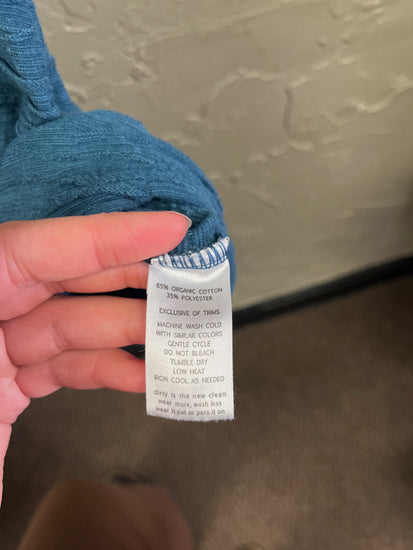 65% ORGANIC COTTON
35% POLYESTER
EXCLUSIVE OF TRIMS
MACHINE WASH COLD
WITH SIMILAR COLORS
GENTLE CYCLE
DO NOT BLEACH
TUMBLE DRY
LOW HEAT
IRON COOL AS NEEDED
dirty is the new clean
wear more, wash less
wear it out or pass it on